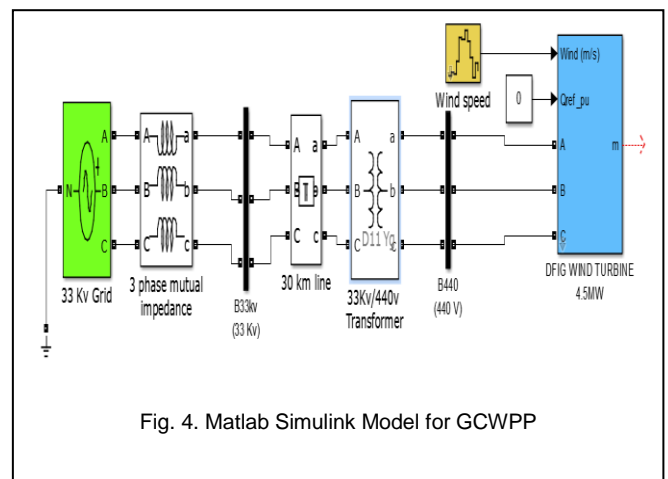 Wind (m/s)
Wind speed
0
Qref_pu
A
A
a
A
a
A
a
A
m
N
B
B
b
B
b
B
b
B
C
C
c
C
c
C
D11 Yg
c
C
33 Kv Grid
3 phase mutual
impedance
B33kv
(33 Kv)
30 km line
33Kv/440v
Transformer
B440
(440 V)
DFIG WIND TURBINE
4.5MW
Fig. 4. Matlab Simulink Model for GCWPP